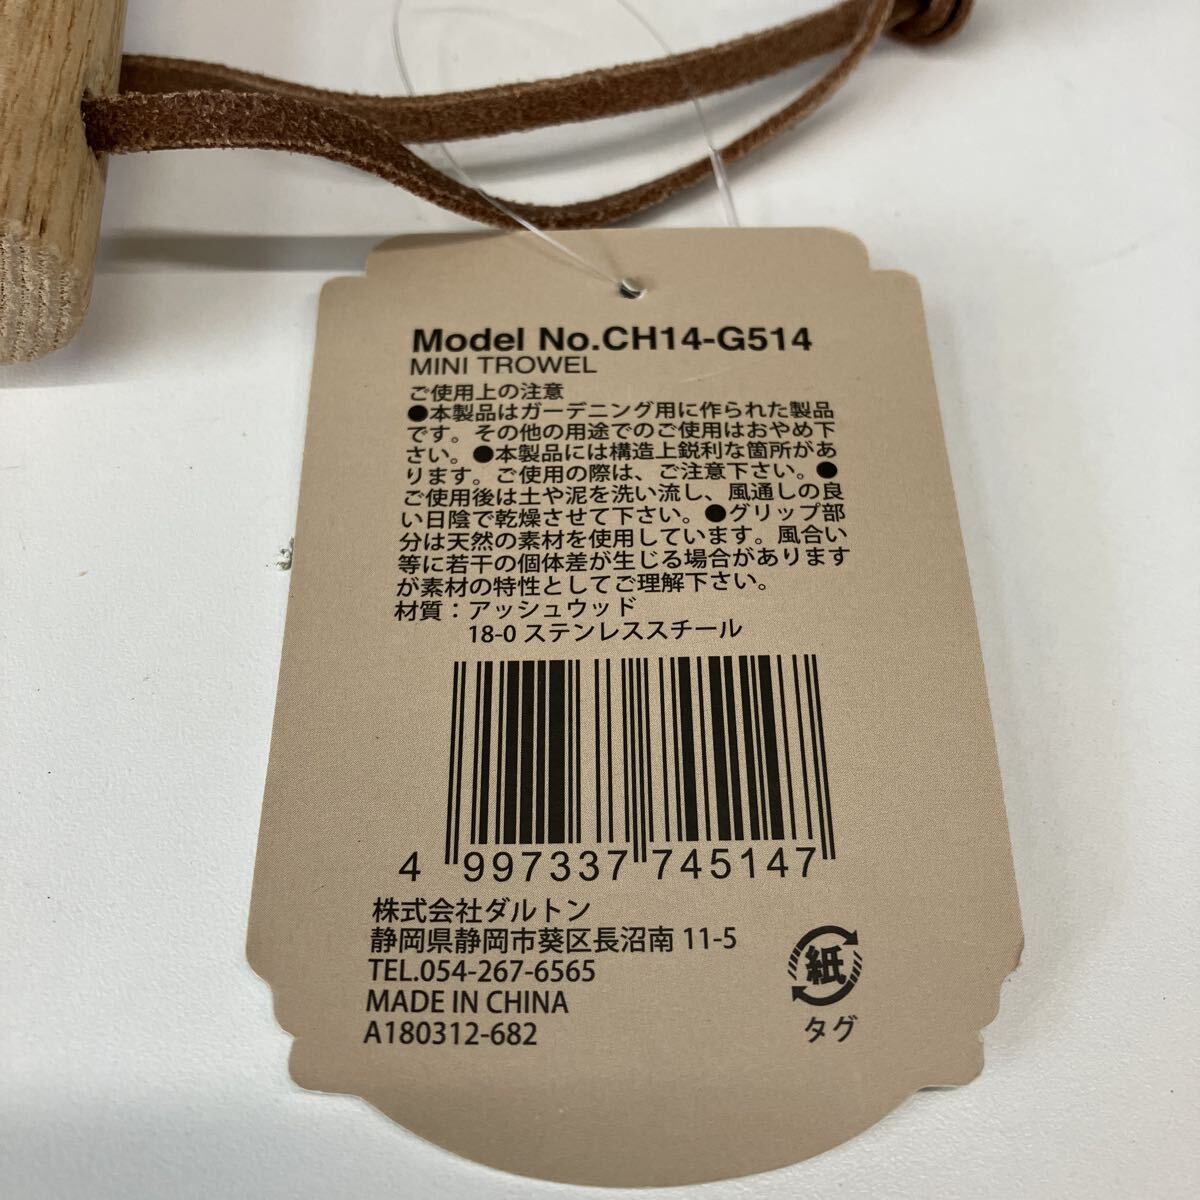 Model No.CH14-G514
MINI TROWEL
ご使用上の注意
●本製品はガーデニング用に作られた製品
です。その他の用途でのご使用はおやめ下
さい。●本製品には構造上鋭利な箇所があ
ります。ご使用の際は、ご注意下さい。●
ご使用後は土や泥を洗い流し、風通しの良
い日陰で乾燥させて下さい。●グリップ部
分は天然の素材を使用しています。風合い
等に若干の個体差が生じる場合があります
が素材の特性としてご理解下さい。
材質：アッシュウッド
18-0 ステンレススチール
4 997337 745147
株式会社ダルトン
静岡県静岡市葵区長沼南 11-5
TEL.054-267-6565
MADE IN CHINA
A180312-682
紙
タグ